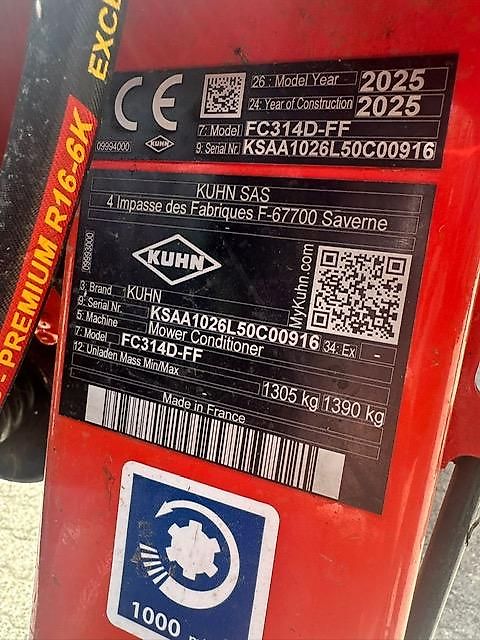 EXCL
- PREMIUM R16-6K
CE
09994000
KUHN
26: Model Year 2025
24: Year of Construction 2025
7: Model FC314D-FF
9: Serial Nr. KSAA1026L50C00916
KUHN SAS
4 Impasse des Fabriques F-67700 Saverne
09993000
KUHN
MyKuhn.com
3: Brand KUHN
9: Serial Nr. KSAA1026L50C00916
5: Machine Mower Conditioner
34: Ex -
7: Model FC314D-FF
12: Unladen Mass Min/Max 1305 kg 1390 kg
Made in France
1000